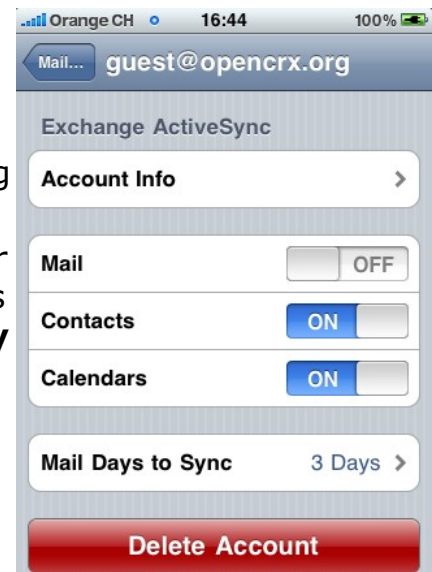 Orange CH 16:44 100%
Mail... guest@opencrx.org
Exchange ActiveSync
g
Account Info
Mail OFF
r
s
Contacts ON
y
Calendars ON
Mail Days to Sync 3 Days
Delete Account